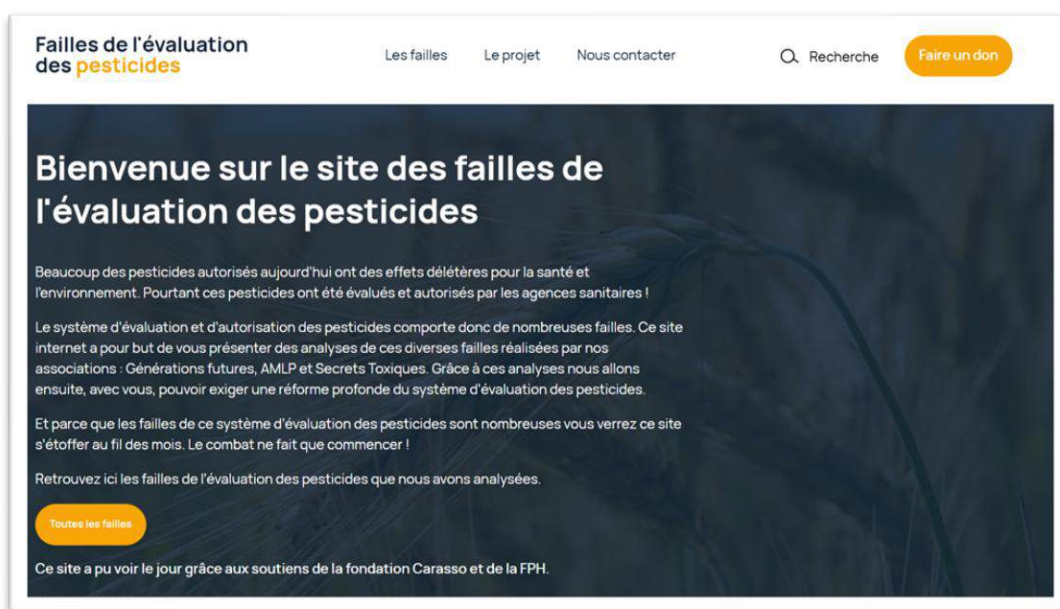 Failles de l'évaluation
des pesticides
Les failles
Le projet
Nous contacter
Recherche
Faire un don
Bienvenue sur le site des failles de
l'évaluation des pesticides
Beaucoup des pesticides autorisés aujourd'hui ont des effets délétères pour la santé et
l'environnement. Pourtant ces pesticides ont été évalués et autorisés par les agences sanitaires !
Le système d'évaluation et d'autorisation des pesticides comporte donc de nombreuses failles. Ce site
internet a pour but de vous présenter des analyses de ces diverses failles réalisées par nos
associations : Générations futures, AMLP et Secrets Toxiques. Grâce à ces analyses nous allons
ensuite, avec vous, pouvoir exiger une réforme profonde du système d'évaluation des pesticides.
Et parce que les failles de ce système d'évaluation des pesticides sont nombreuses vous verrez ce site
s'étoffer au fil des mois. Le combat ne fait que commencer !
Retrouvez ici les failles de l'évaluation des pesticides que nous avons analysées.
Toutes les failles
Ce site a pu voir le jour grâce aux soutiens de la fondation Carasso et de la FPH.